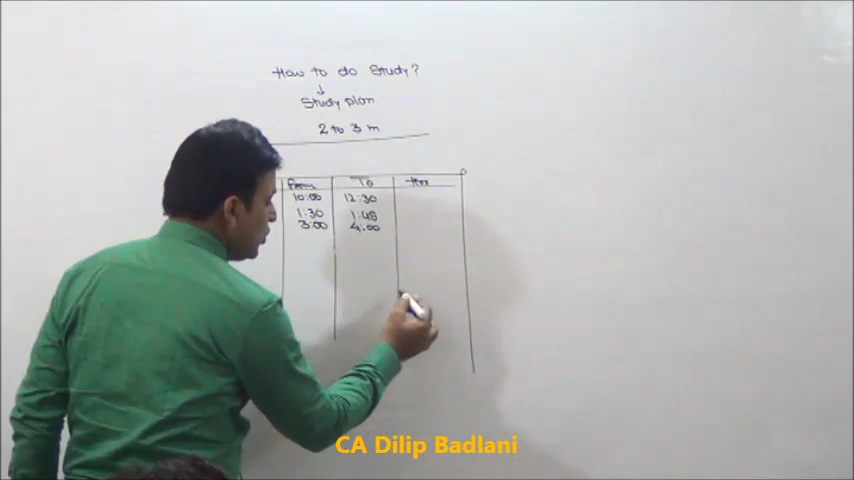 How to do Study?
↓
Study plan
2 to 3 m
From To Hrs
10:00 12:30
1:30 1:45
3:00 4.00
CA Dilip Badlani